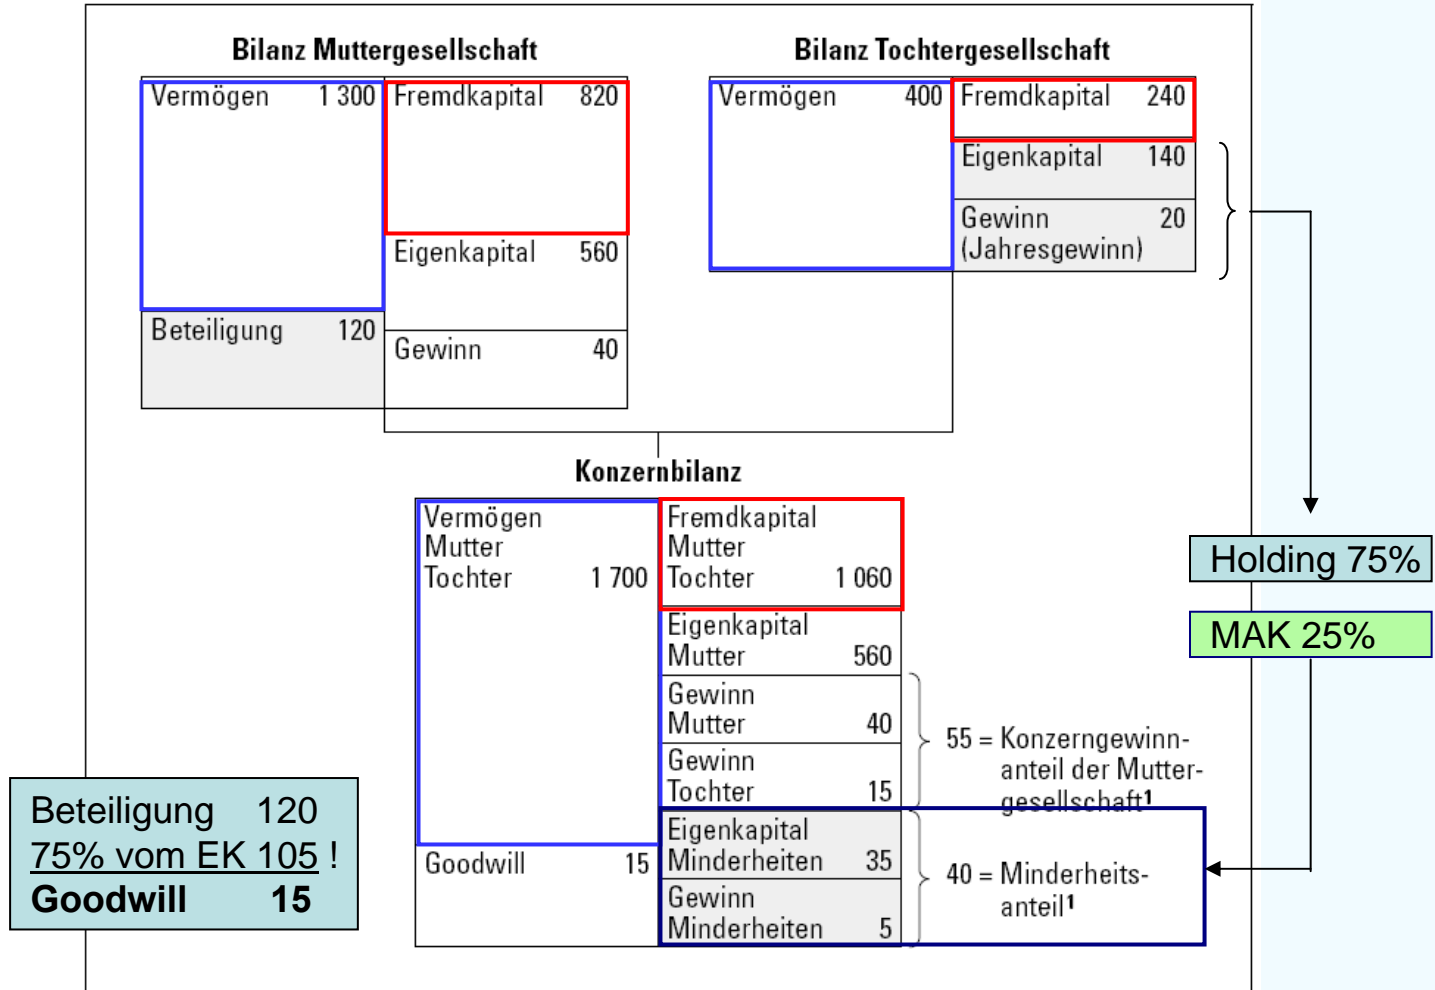 Bilanz Muttergesellschaft
Vermögen 1 300
Fremdkapital 820
Eigenkapital 560
Beteiligung 120
Gewinn 40
Bilanz Tochtergesellschaft
Vermögen 400
Fremdkapital 240
Eigenkapital 140
Gewinn 20
(Jahresgewinn)
Konzernbilanz
Vermögen
Mutter
Tochter 1 700
Goodwill 15
Fremdkapital
Mutter
Tochter 1 060
Eigenkapital
Mutter 560
Gewinn
Mutter 40
Gewinn
Tochter 15
Eigenkapital
Minderheiten 35
Gewinn
Minderheiten 5
55 = Konzerngewinn-
anteil der Mutter-
gesellschaft¹
40 = Minderheits-
anteil¹
Holding 75%
MAK 25%
Beteiligung 120
75% vom EK 105 !
Goodwill 15